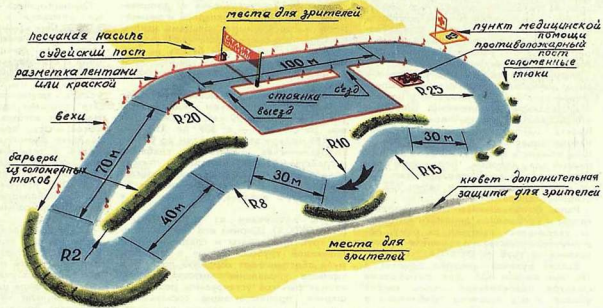 места для зрителей
песчаная насыпь
судейский пост
разметка лентами
или краской
вехи
барьеры
из соломенных
тюков
пункт медицинской
помощи
противопожарный
пост
соломенные
тюки
100 м
стоянка
въезд
выезд
R20
R25
70 м
R10
30 м
R15
30 м
R8
40 м
R2
кювет-дополнительная
защита для зрителей
места для
зрителей